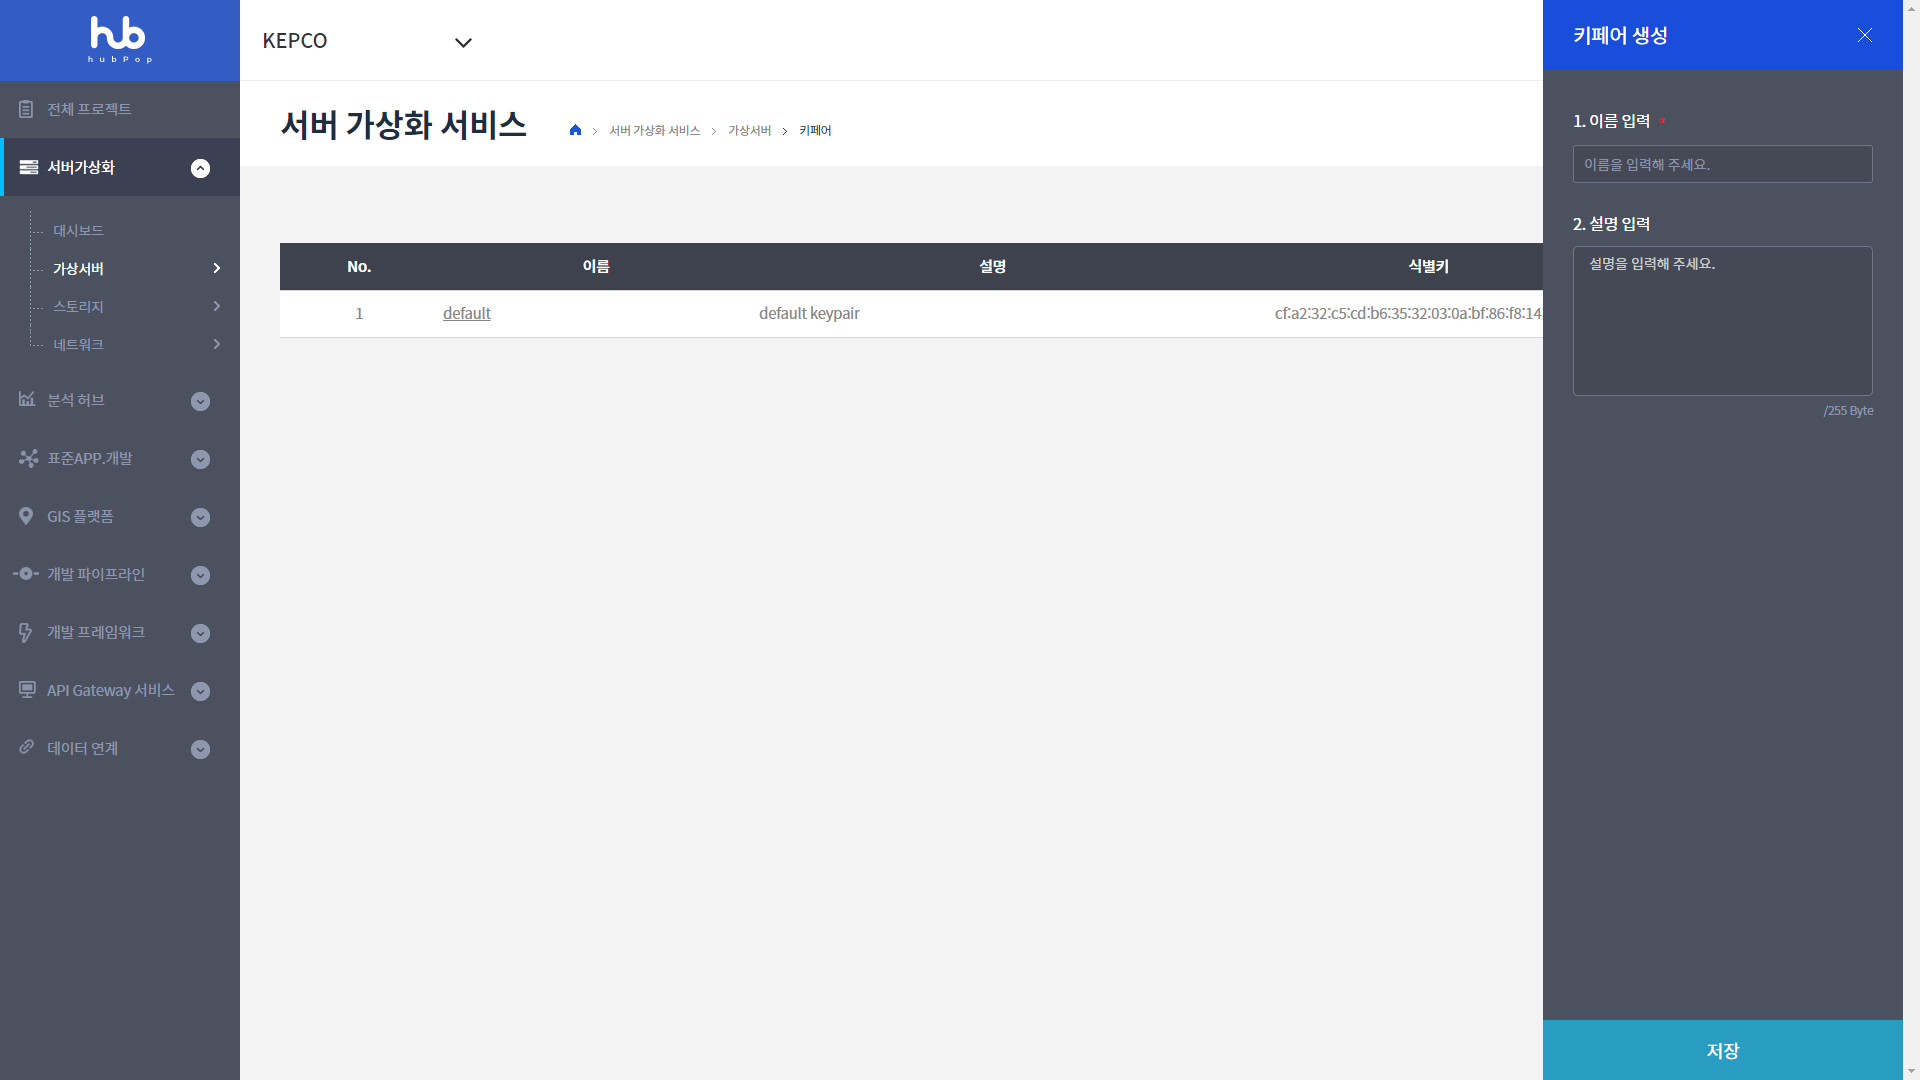 hub
hubPop
전체 프로젝트
서버가상화
대시보드
가상서버
스토리지
네트워크
분석 허브
표준APP.개발
GIS 플랫폼
개발 파이프라인
개발 프레임워크
API Gateway 서비스
데이터 연계
KEPCO
서버 가상화 서비스
서버 가상화 서비스 > 가상서버 > 키페어
No. 이름 설명 식별키
1 default default keypair cf:a2:32:c5:cd:b6:35:32:03:0a:bf:86:f8:14
키페어 생성
1. 이름 입력 *
이름을 입력해 주세요.
2. 설명 입력
설명을 입력해 주세요.
/255 Byte
저장